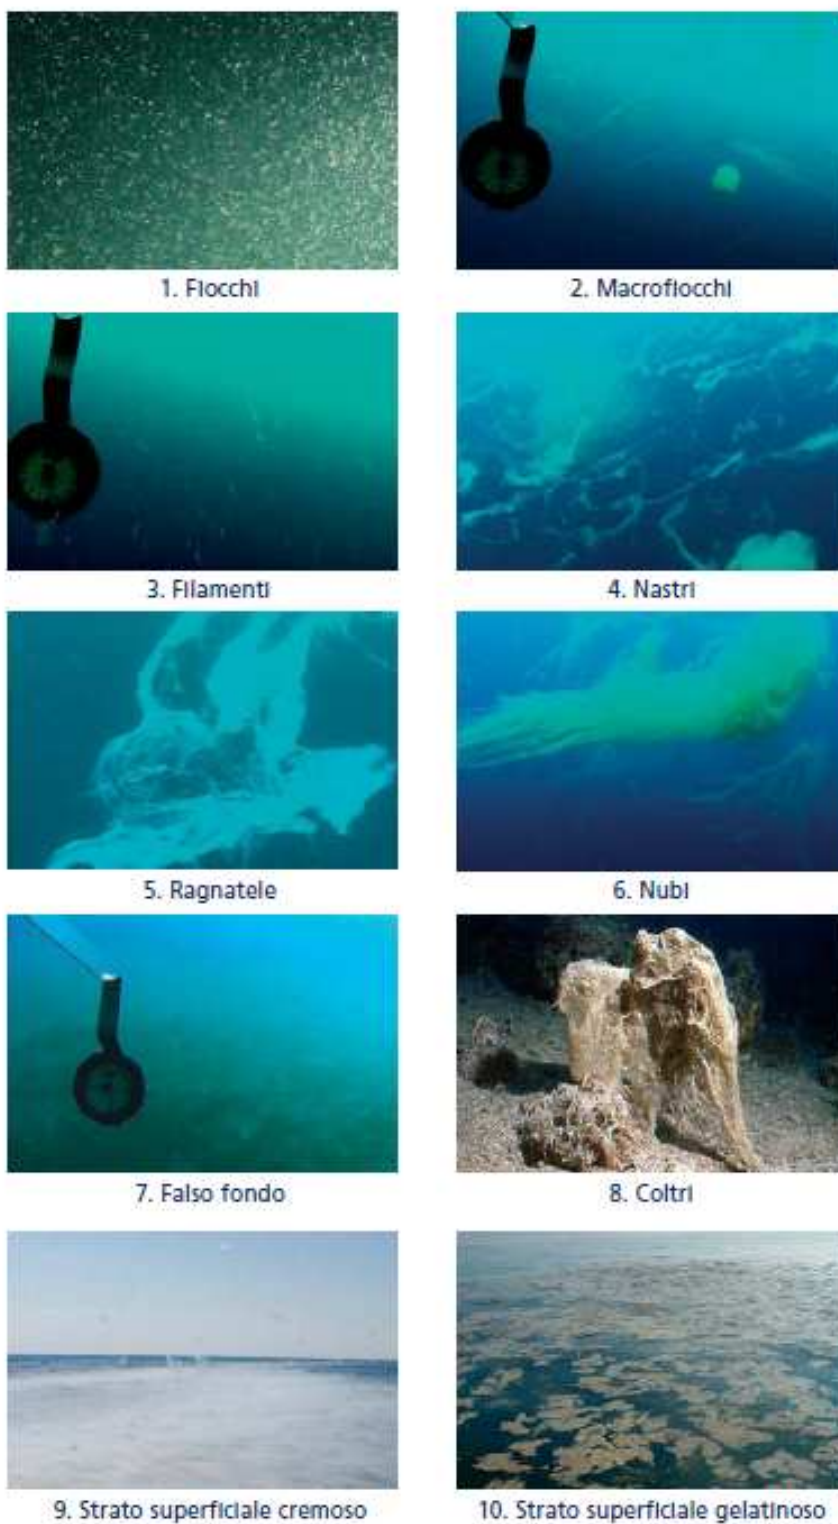 1. Fiocchi
2. Macrofiocchi
3. Filamenti
4. Nastri
5. Ragnatele
6. Nubi
7. Falso fondo
8. Coltri
9. Strato superficiale cremoso
10. Strato superficiale gelatinoso